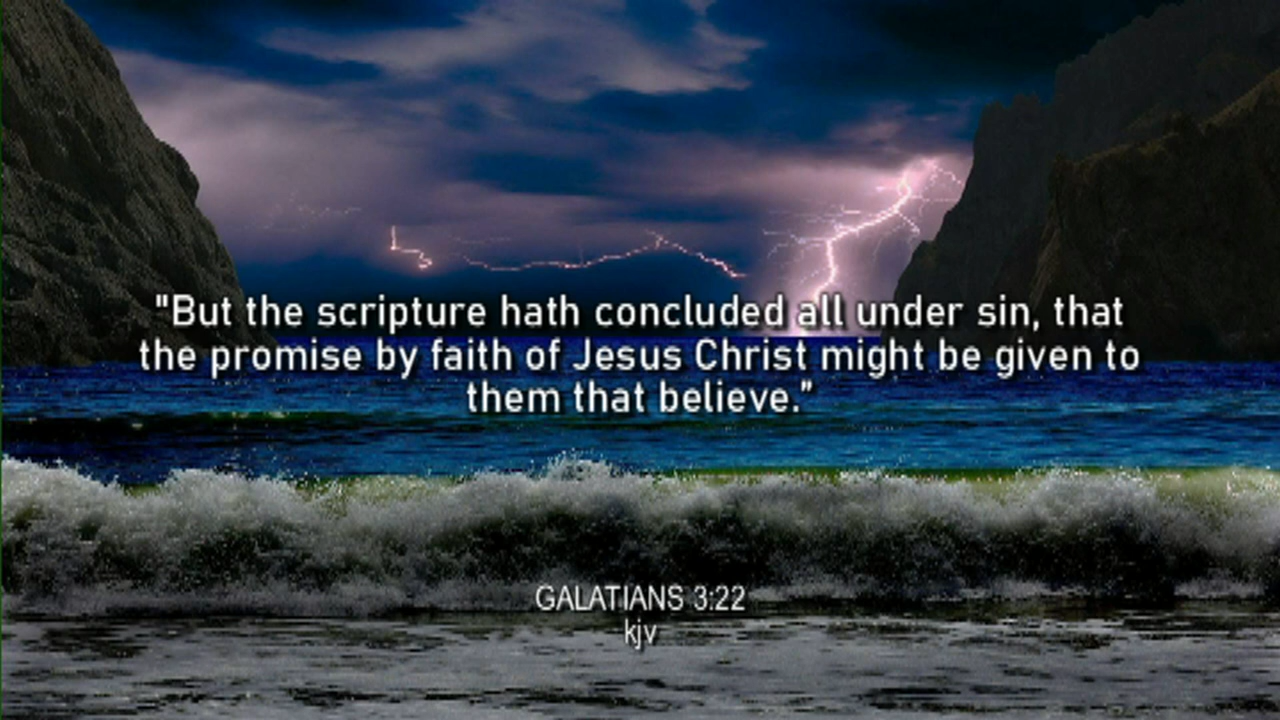 "But the scripture hath concluded all under sin, that
the promise by faith of Jesus Christ might be given to
them that believe.”
GALATIANS 3:22
kjv